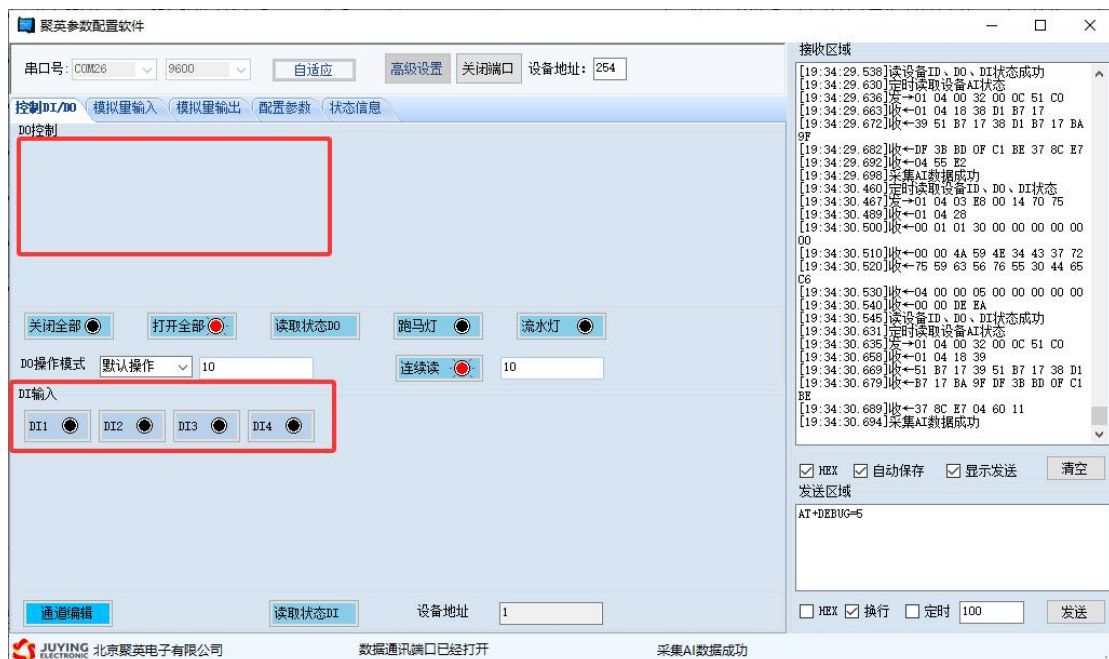 聚英参数配置软件
串口号: COM26 9600 自适应 高级设置 关闭端口 设备地址: 254
控制DI/DO 模拟量输入 模拟量输出 配置参数 状态信息
DO控制
关闭全部 打开全部 读取状态DO 跑马灯 流水灯
DO操作模式 默认操作 10 连续读 10
DI输入
DI1 DI2 DI3 DI4
通道编辑 读取状态DI 设备地址 1
接收区域
[19:34:29.538]读设备ID、DO、DI状态成功
[19:34:29.630]定时读取设备AI状态
[19:34:29.636]发→01 04 00 32 00 0C 51 C0
[19:34:29.663]收←01 04 18 38 D1 B7 17
[19:34:29.672]收←39 51 B7 17 38 D1 B7 17 BA
9F
[19:34:29.682]收←DF 3B BD 0F C1 BE 37 8C E7
[19:34:29.692]收←04 55 E2
[19:34:29.698]采集AI数据成功
[19:34:30.460]定时读取设备ID、DO、DI状态
[19:34:30.467]发→01 04 03 E8 00 14 70 75
[19:34:30.489]收←01 04 28
[19:34:30.500]收←00 01 01 30 00 00 00 00 00
00
[19:34:30.510]收←00 00 4A 59 4E 34 43 37 72
[19:34:30.520]收←75 59 63 56 76 55 30 44 65
C6
[19:34:30.530]收←04 00 00 05 00 00 00 00 00
[19:34:30.540]收←00 00 DE EA
[19:34:30.545]读设备ID、DO、DI状态成功
[19:34:30.631]定时读取设备AI状态
[19:34:30.635]发→01 04 00 32 00 0C 51 C0
[19:34:30.658]收←01 04 18 39
[19:34:30.669]收←51 B7 17 39 51 B7 17 38 D1
[19:34:30.679]收←B7 17 BA 9F DF 3B BD 0F C1
BE
[19:34:30.689]收←37 8C E7 04 60 11
[19:34:30.694]采集AI数据成功
HEX 自动保存 显示发送 清空
发送区域
AT+DEBUG=5
HEX 换行 定时 100 发送
JUYING ELECTRONIC 北京聚英电子有限公司 数据通讯端口已经打开 采集AI数据成功